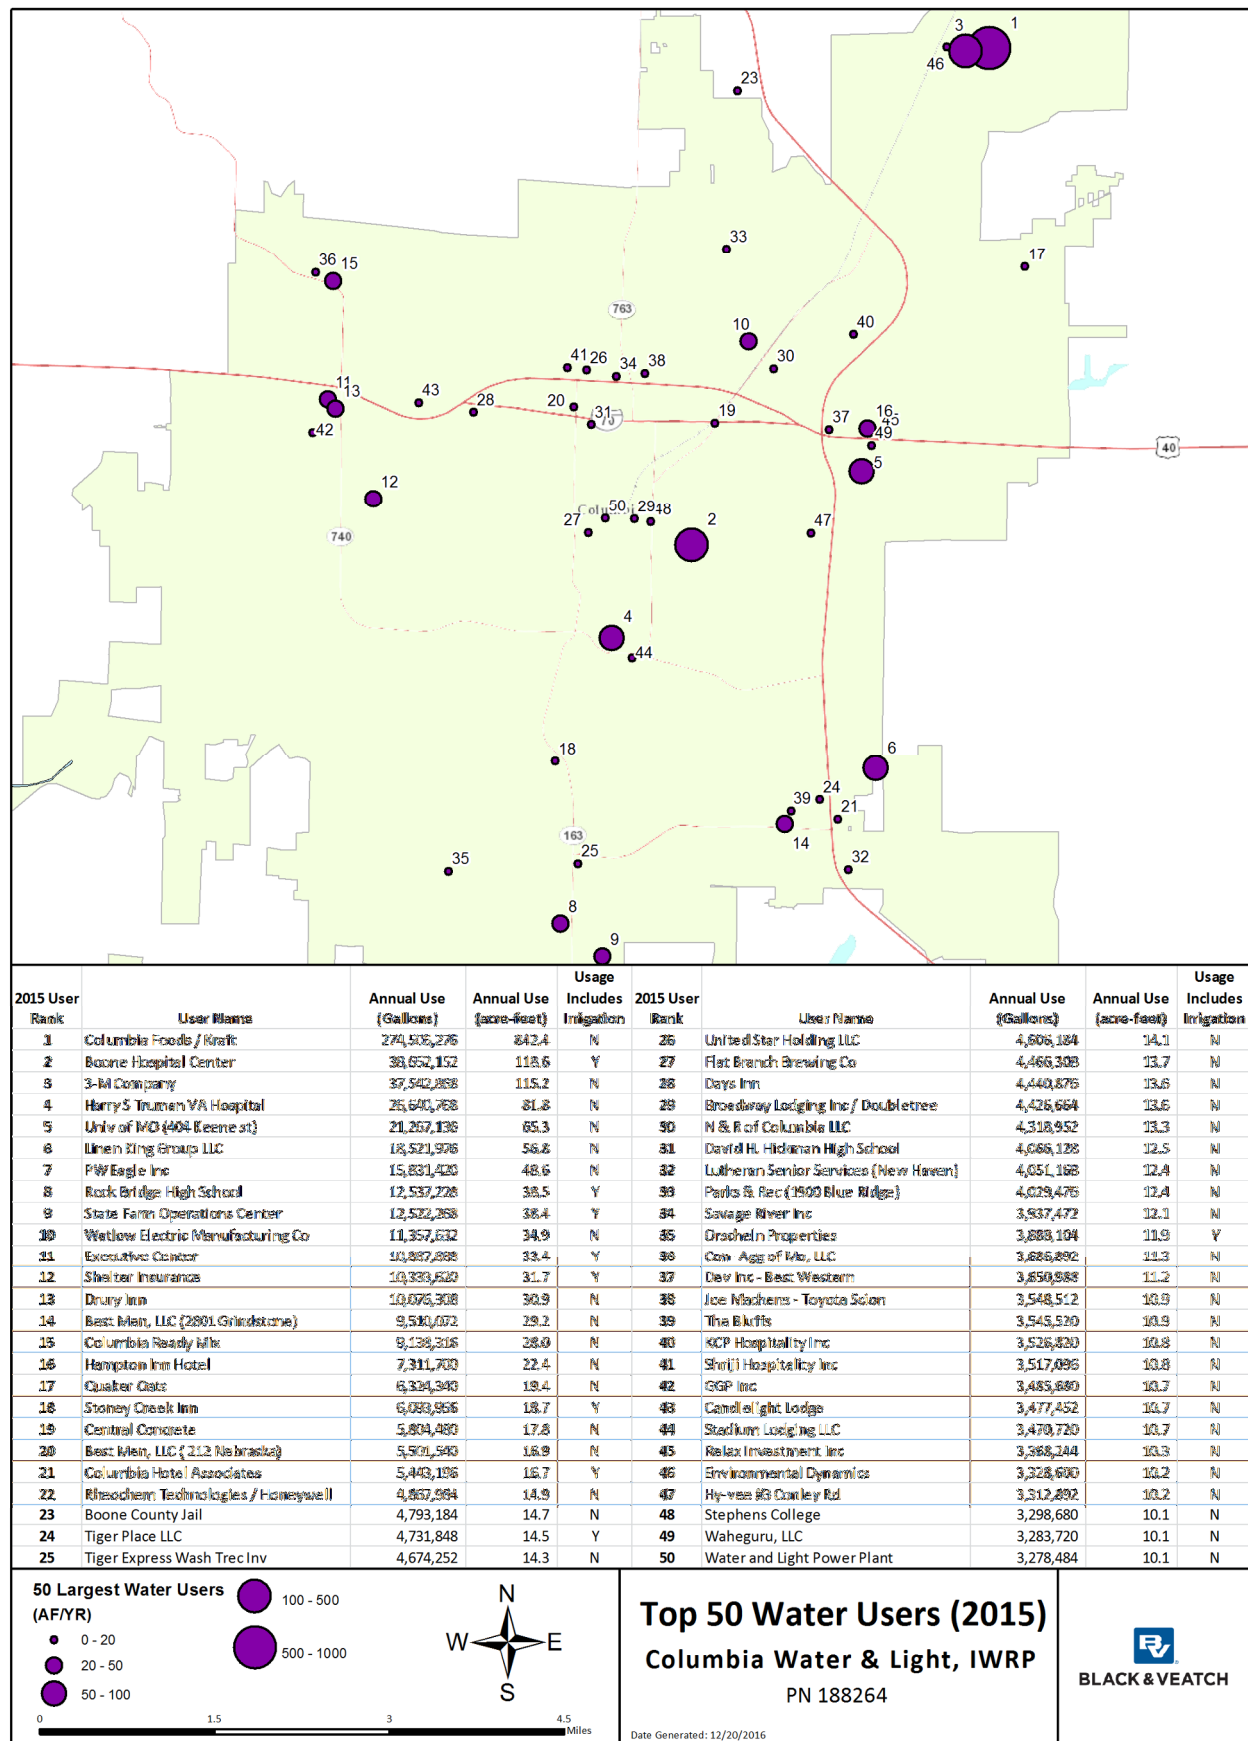 3 1
46
23
33
17
36
15
763
10
40
41 26
34 38
30
11
13
43
28
20
31
70
19
37
16
45
49
42
5
40
12
50
29
48
Columbi
27
2
47
740
4
44
18
6
24
39
21
14
163
25
35
32
8
9
2015 User Rank User Name Annual Use (Gallons) Annual Use (acre-feet) Usage Includes Irrigation 2015 User Rank User Name Annual Use (Gallons) Annual Use (acre-feet) Usage Includes Irrigation
1 Columbia Foods / Kraft 274,506,276 842.4 N 26 United Star Holding LLC 4,606,184 14.1 N
2 Boone Hospital Center 38,652,152 118.6 Y 27 Flat Branch Brewing Co 4,466,308 13.7 N
3 3-M Company 37,542,868 115.2 N 28 Days Inn 4,440,876 13.6 N
4 Harry S Truman VA Hospital 26,640,768 81.8 N 29 Broadway Lodging Inc / Doubletree 4,426,664 13.6 N
5 Univ of MO (404 Keene st) 21,267,136 65.3 N 30 N & R of Columbia LLC 4,318,952 13.3 N
6 Linen King Group LLC 18,521,976 56.8 N 31 David H. Hickman High School 4,066,128 12.5 N
7 PW Eagle Inc 15,831,420 48.6 N 32 Lutheran Senior Services (New Haven) 4,051,168 12.4 N
8 Rock Bridge High School 12,537,228 38.5 Y 33 Parks & Rec (1900 Blue Ridge) 4,029,476 12.4 N
9 State Farm Operations Center 12,522,268 38.4 Y 34 Savage River Inc 3,937,472 12.1 N
10 Watlow Electric Manufacturing Co 11,357,632 34.9 N 35 Orscheln Properties 3,888,104 11.9 Y
11 Executive Center 10,887,888 33.4 Y 36 Con-Agg of Mo, LLC 3,686,892 11.3 N
12 Shelter Insurance 10,333,620 31.7 Y 37 Dev Inc - Best Western 3,650,988 11.2 N
13 Drury Inn 10,076,308 30.9 N 38 Joe Machens - Toyota Scion 3,548,512 10.9 N
14 Best Men, LLC (2801 Grindstone) 9,510,072 29.2 N 39 The Bluffs 3,545,520 10.9 N
15 Columbia Ready Mix 9,138,316 28.0 N 40 KCP Hospitality Inc 3,526,820 10.8 N
16 Hampton Inn Hotel 7,311,700 22.4 N 41 Shriji Hospitality Inc 3,517,096 10.8 N
17 Quaker Oats 6,324,340 19.4 N 42 GGP Inc 3,485,680 10.7 N
18 Stoney Creek Inn 6,093,956 18.7 Y 43 Candlelight Lodge 3,477,452 10.7 N
19 Central Concrete 5,804,480 17.8 N 44 Stadium Lodging LLC 3,470,720 10.7 N
20 Best Men, LLC ( 212 Nebraska) 5,501,540 16.9 N 45 Relax Investment Inc 3,368,244 10.3 N
21 Columbia Hotel Associates 5,443,196 16.7 Y 46 Environmental Dynamics 3,328,600 10.2 N
22 Rheochem Technologies / Honeywell 4,867,984 14.9 N 47 Hy-vee #3 Conley Rd 3,312,892 10.2 N
23 Boone County Jail 4,793,184 14.7 N 48 Stephens College 3,298,680 10.1 N
24 Tiger Place LLC 4,731,848 14.5 Y 49 Waheguru, LLC 3,283,720 10.1 N
25 Tiger Express Wash Trec Inv 4,674,252 14.3 N 50 Water and Light Power Plant 3,278,484 10.1 N
50 Largest Water Users
(AF/YR)
0 - 20
20 - 50
50 - 100
100 - 500
500 - 1000
N
W E
S
0 1.5 3 4.5
Miles
Top 50 Water Users (2015)
Columbia Water & Light, IWRP
PN 188264
Date Generated: 12/20/2016
BV
BLACK & VEATCH